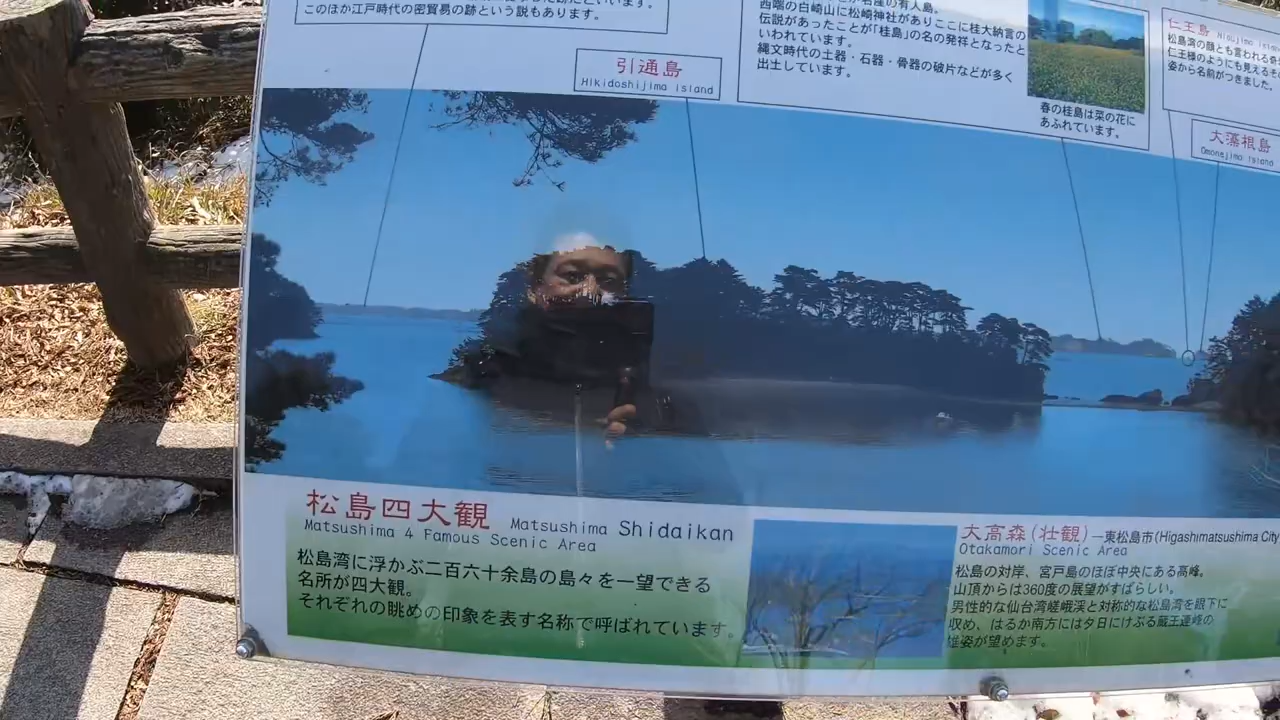 このほか江戸時代の密貿易の跡という説もあります。
引通島
Hikidoshijima Island
西端の白崎山に松崎神社がありここに桂大納言の
伝説があったことが「桂島」の名の発祥となったと
いわれています。
縄文時代の土器・石器・骨器の破片などが多く
出土しています。
春の桂島は菜の花に
あふれています。
仁王島 Nioujima Island
松島湾の顔とも言われる奇
仁王様のようにも見えるそ
姿から名前がつきました。
大藻根島
Omonejima Island
松島四大観 Matsushima Shidaikan
Matsushima 4 Famous Scenic Area
松島湾に浮かぶ二百六十余島の島々を一望できる
名所が四大観。
それぞれの眺めの印象を表す名称で呼ばれています。
大高森（壮観）—東松島市(Higashimatsushima City
Otakamori Scenic Area
松島の対岸、宮戸島のほぼ中央にある高峰。
山頂からは360度の展望がすばらしい。
男性的な仙台湾嵯峨渓と対称的な松島湾を眼下に
収め、はるか南方には夕日にけぶる蔵王連峰の
雄姿が望めます。